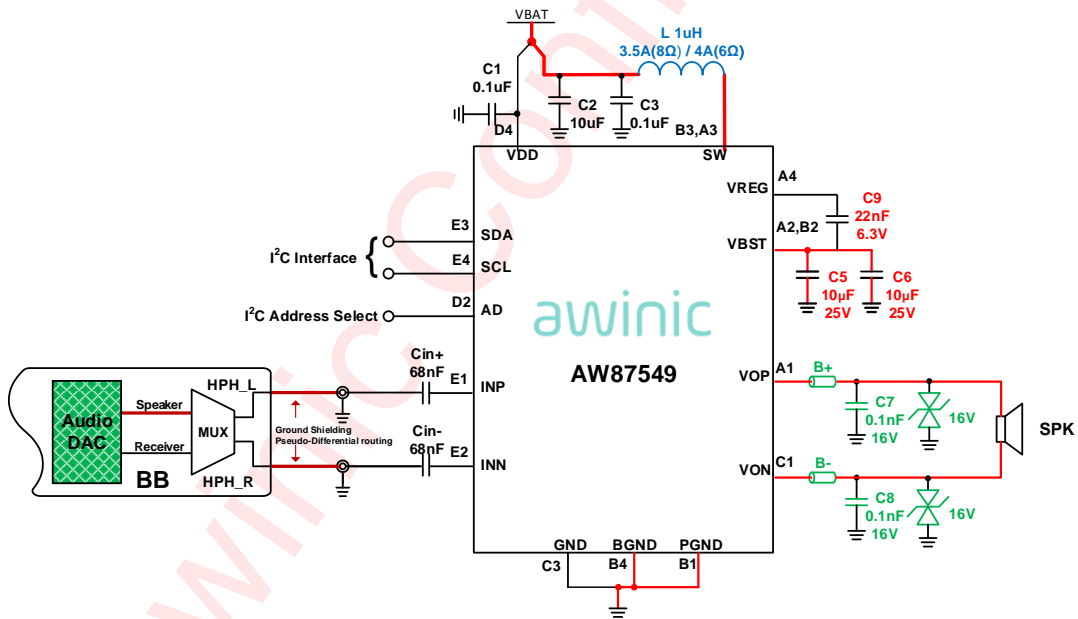 VBAT
L 1uH
3.5A(8Ω) / 4A(6Ω)
C1
0.1uF
C2
10uF
C3
0.1uF
D4
B3,A3
VDD
SW
VREG
A4
C9
22nF
6.3V
A2,B2
VBST
C5
10μF
25V
C6
10μF
25V
I²C Interface
E3
SDA
E4
SCL
I²C Address Select
D2
AD
awinic
AW87549
Cin+
68nF
E1
INP
Cin-
68nF
E2
INN
HPH_L
Speaker
Audio
DAC
MUX
Receiver
BB
HPH_R
Ground Shielding
Pseudo-Differential routing
VOP
A1
B+
C7
0.1nF
16V
16V
SPK
VON
C1
B-
C8
0.1nF
16V
16V
GND
BGND
PGND
C3
B4
B1
awinic Co